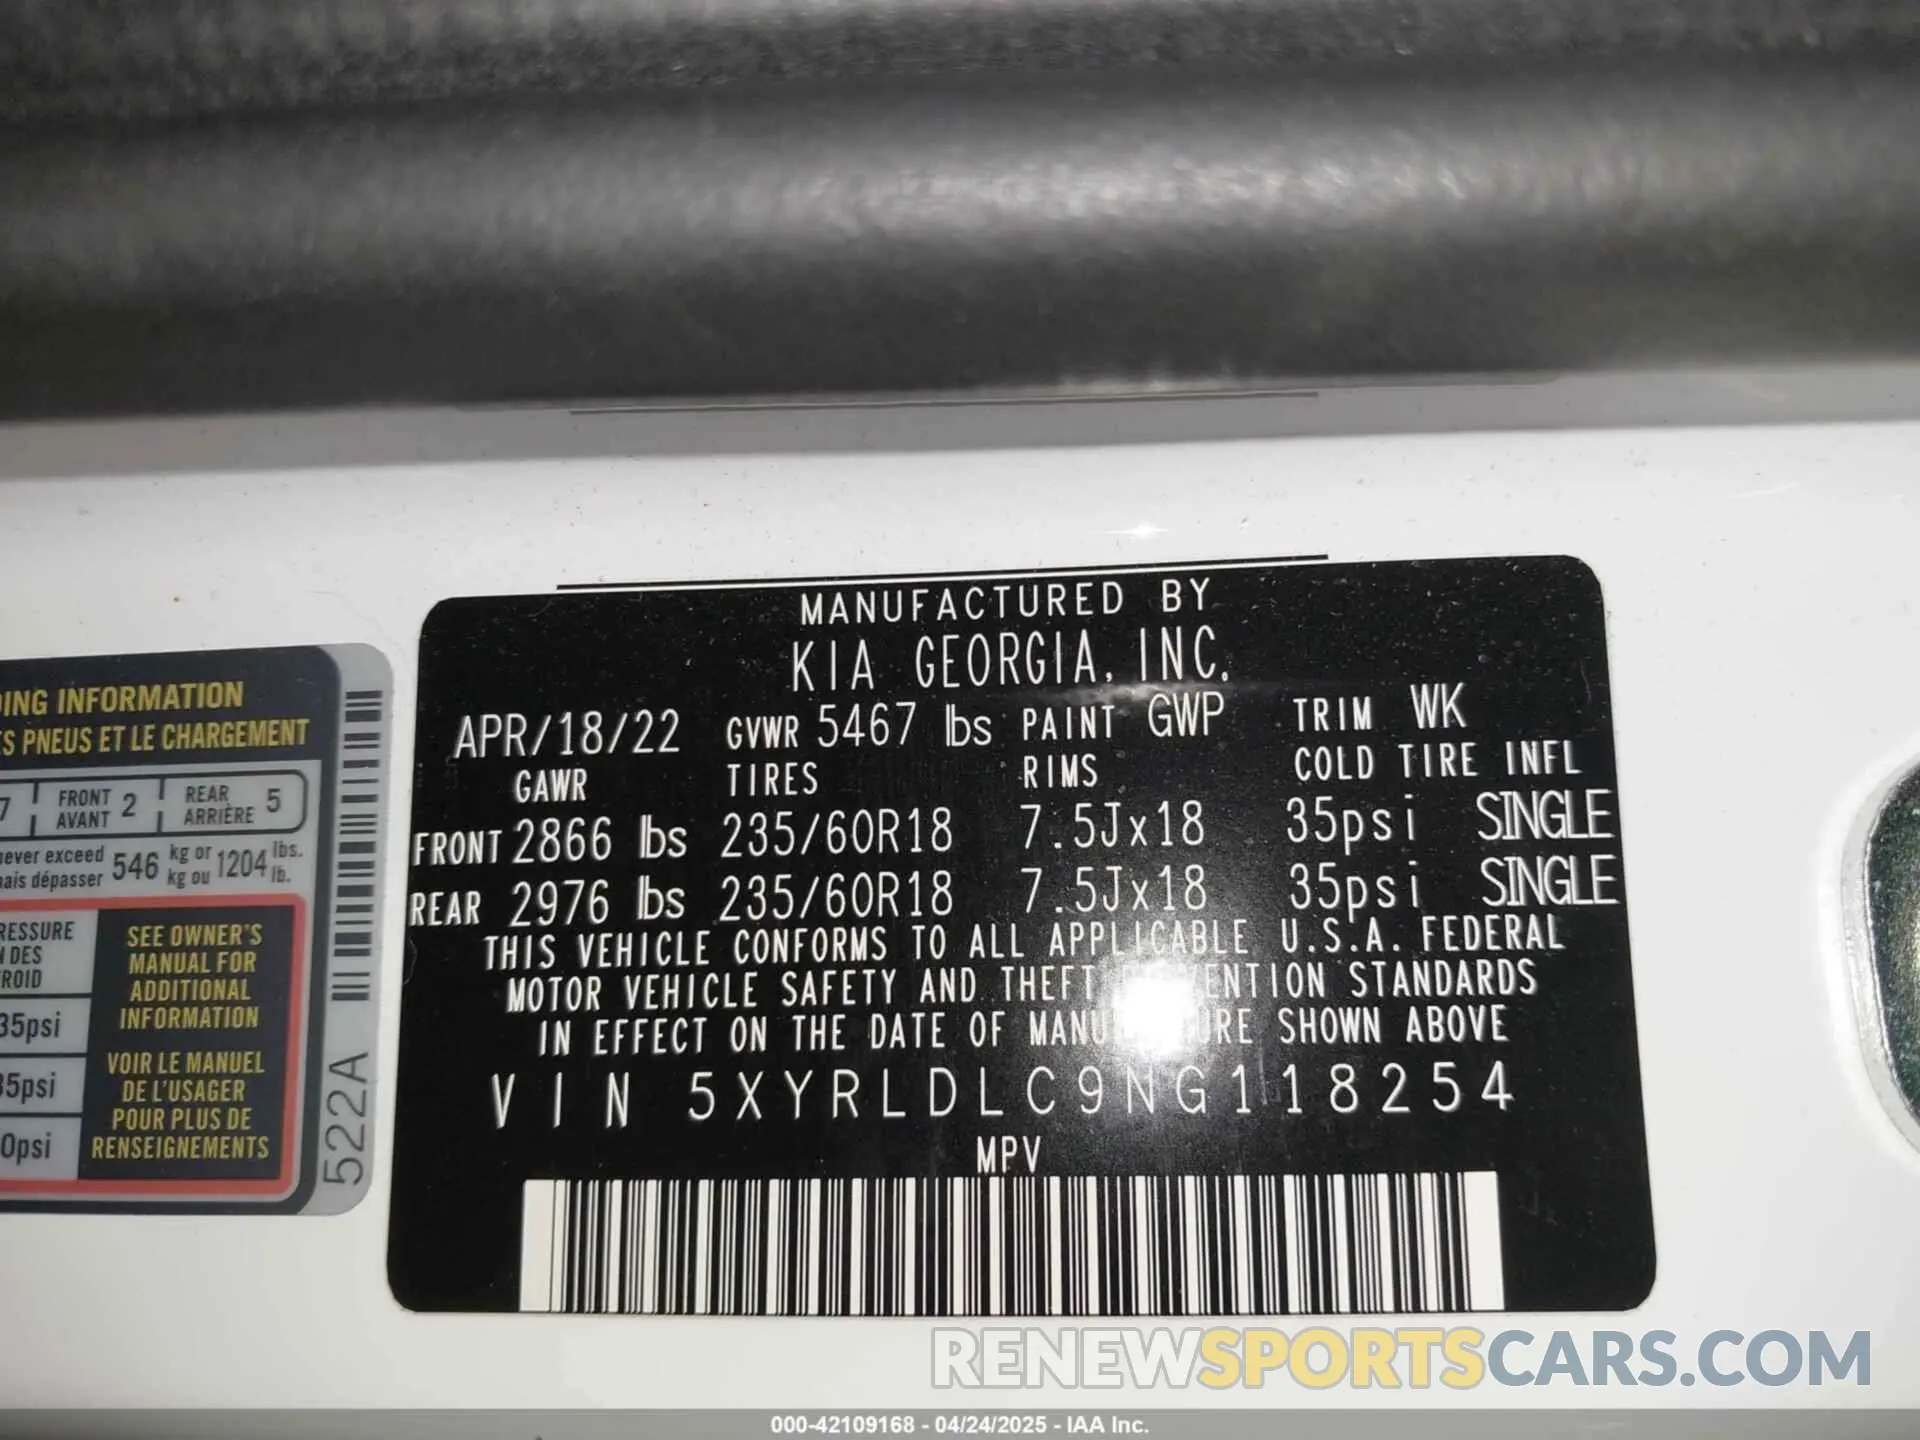 ING INFORMATION
S PNEUS ET LE CHARGEMENT
7 FRONT AVANT 2 REAR ARRIÈRE 5
never exceed 546 kg or 1204 lbs.
ais dépasser kg ou lb.
RESSURE
DES
ROID
35psi
35psi
0psi
SEE OWNER'S
MANUAL FOR
ADDITIONAL
INFORMATION
VOIR LE MANUEL
DE L'USAGER
POUR PLUS DE
RENSEIGNEMENTS
522A
MANUFACTURED BY
KIA GEORGIA, INC.
APR/18/22 GVWR 5467 lbs PAINT GWP TRIM WK
GAWR TIRES RIMS COLD TIRE INFL
FRONT 2866 lbs 235/60R18 7.5Jx18 35psi SINGLE
REAR 2976 lbs 235/60R18 7.5Jx18 35psi SINGLE
THIS VEHICLE CONFORMS TO ALL APPLICABLE U.S.A. FEDERAL
MOTOR VEHICLE SAFETY AND THEFT PREVENTION STANDARDS
IN EFFECT ON THE DATE OF MANUFACTURE SHOWN ABOVE
VIN 5XYRLDLC9NG118254
MPV
RENEWSPORTSCARS.COM
000-42109168 - 04/24/2025 - IAA Inc.